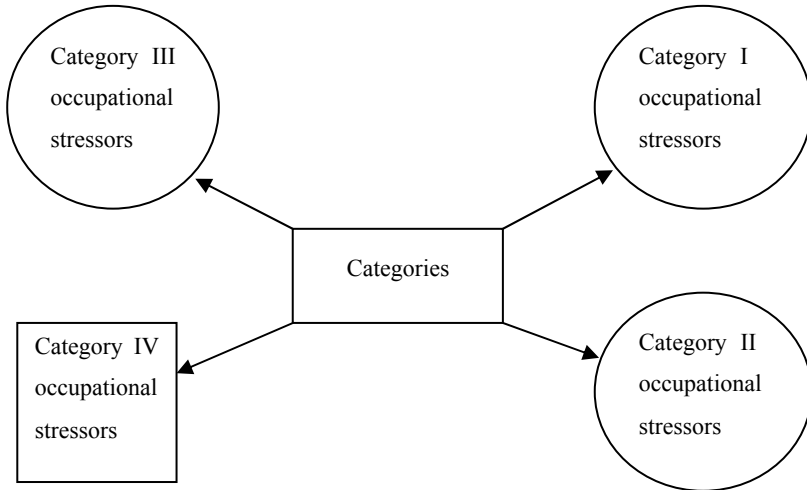 Category III
occupational
stressors
Category I
occupational
stressors
Categories
Category IV
occupational
stressors
Category II
occupational
stressors